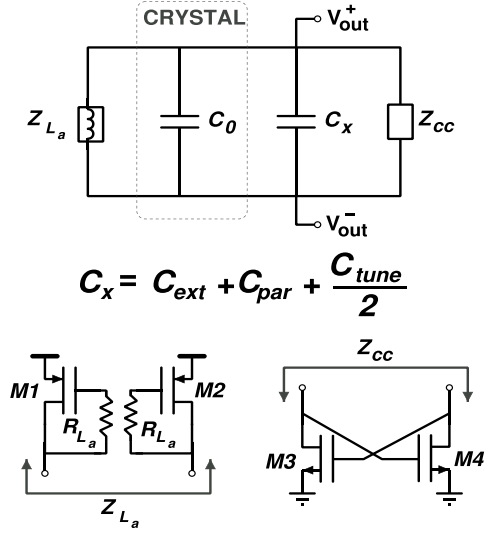 CRYSTAL
V+out
Z La
C0
Cx
Zcc
V-out
Cx = Cext + Cpar + Ctune/2
Zcc
M1
M2
RLa
RLa
M3
M4
ZLa